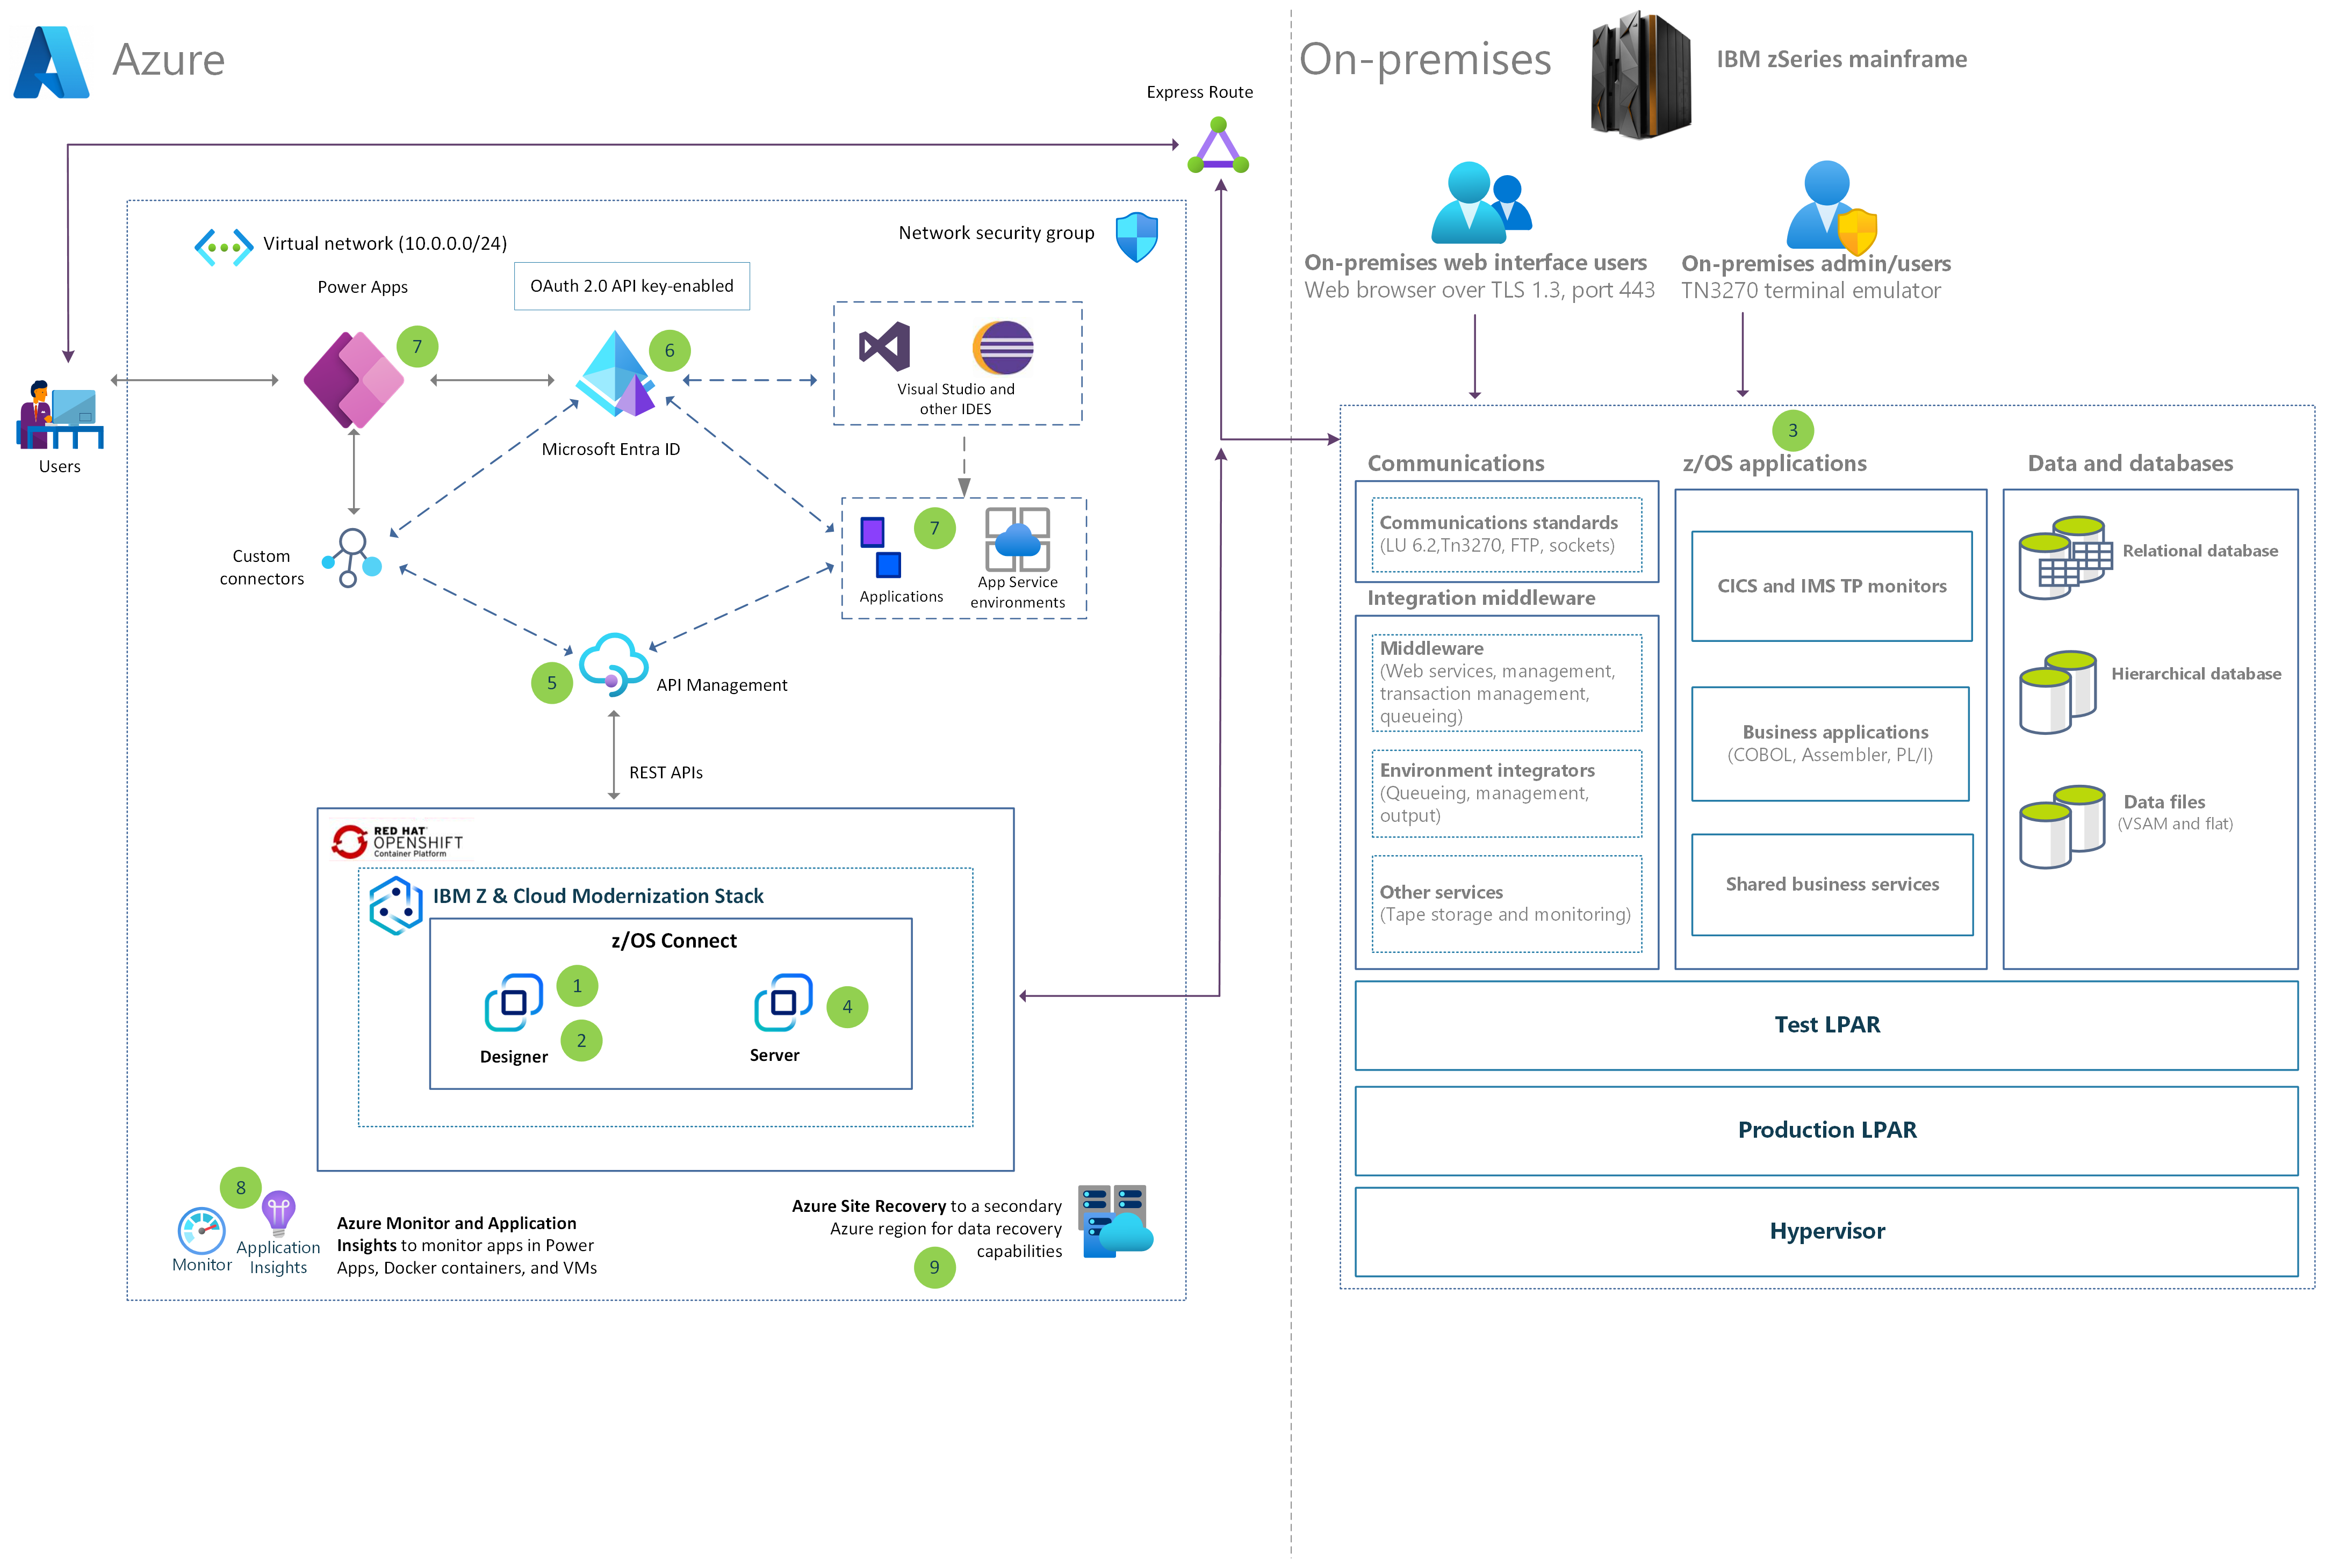 Azure
On-premises
IBM zSeries mainframe
Express Route
Virtual network (10.0.0.0/24)
Network security group
Power Apps
OAuth 2.0 API key-enabled
7
6
Visual Studio and
other IDES
Users
Microsoft Entra ID
Custom
connectors
7
Applications
App Service
environments
5
API Management
REST APIs
RED HAT
OPENSHIFT
Container Platform
IBM Z & Cloud Modernization Stack
z/OS Connect
1
2
4
Designer
Server
8
Monitor
Application
Insights
Azure Monitor and Application
Insights to monitor apps in Power
Apps, Docker containers, and VMs
Azure Site Recovery to a secondary
Azure region for data recovery
capabilities
9
On-premises web interface users
Web browser over TLS 1.3, port 443
On-premises admin/users
TN3270 terminal emulator
3
Communications
z/OS applications
Data and databases
Communications standards
(LU 6.2,Tn3270, FTP, sockets)
Integration middleware
Middleware
(Web services, management,
transaction management,
queueing)
Environment integrators
(Queueing, management,
output)
Other services
(Tape storage and monitoring)
CICS and IMS TP monitors
Business applications
(COBOL, Assembler, PL/I)
Shared business services
Relational database
Hierarchical database
Data files
(VSAM and flat)
Test LPAR
Production LPAR
Hypervisor